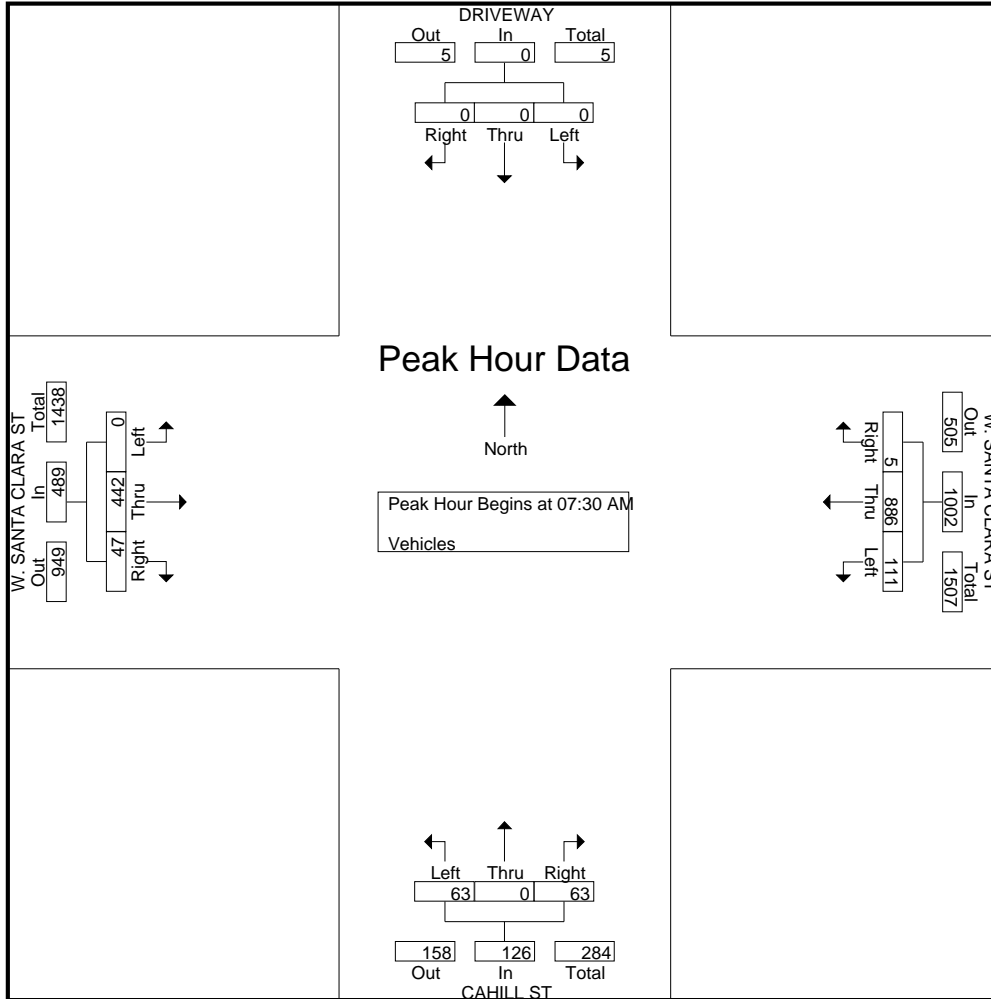 DRIVEWAY
Out In Total
5 0 5
0 0 0
Right Thru Left
Peak Hour Data
North
Peak Hour Begins at 07:30 AM
Vehicles
W. SANTA CLARA ST
Out In Total
949 489 1438
Left Thru Right
0 442 47
W. SANTA CLARA ST
Out In Total
505 1002 1507
Right Thru Left
5 886 111
Left Thru Right
63 0 63
158 126 284
Out In Total
CAHILL ST